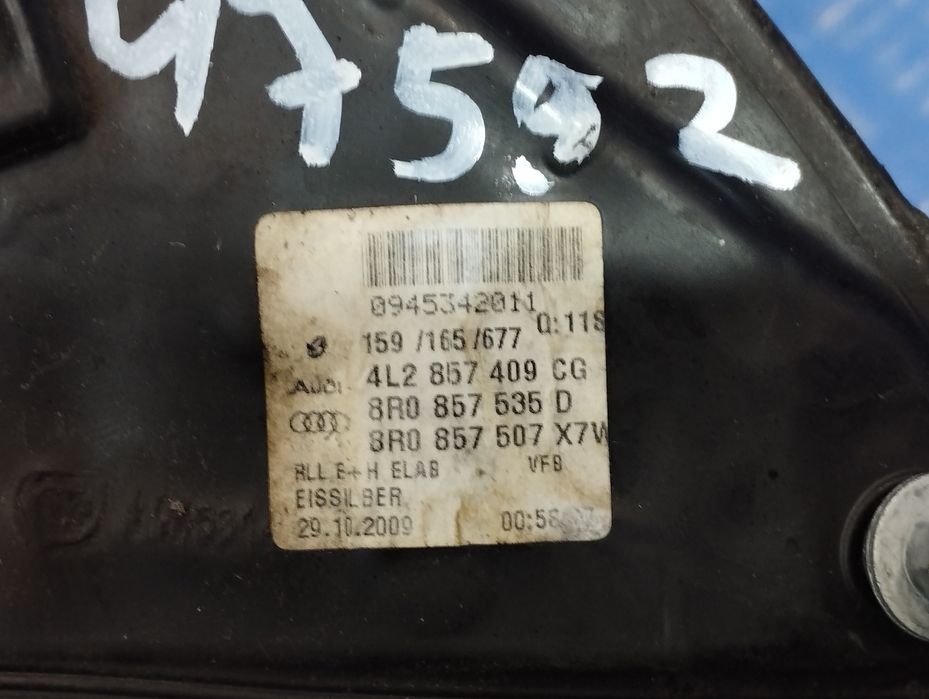 47592
0945342011
Q:11S
159 /165/677
AUDI 4L2 857 409 CG
8R0 857 535 D
8R0 857 507 X7W
RLL E+H ELAB VFB
EISSILBER
29.10.2009